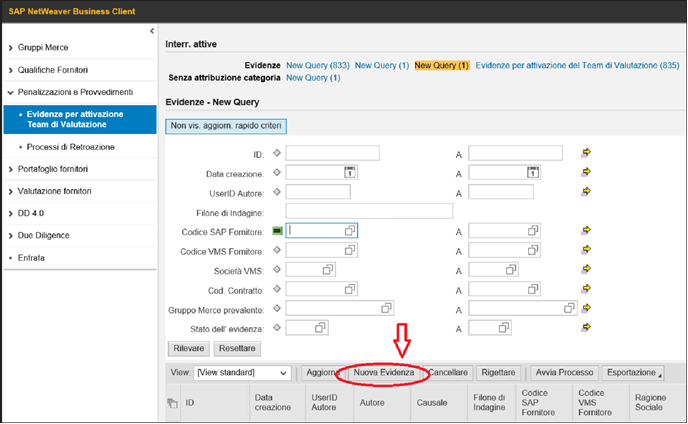 SAP NetWeaver Business Client
Gruppi Merce
Qualifiche Fornitori
Penalizzazioni e Provvedimenti
Evidenze per attivazione
Team di Valutazione
Processi di Retroazione
Portafoglio fornitori
Valutazione fornitori
DD 4.0
Due Diligence
Entrata
Interr. attive
Evidenze New Query (833) New Query (1) New Query (1) Evidenze per attivazione del Team di Valutazione (835)
Senza attribuzione categoria New Query (1)
Evidenze - New Query
Non vis. aggiorn. rapido criteri
ID: A
Data creazione: A
UserID Autore: A
Filone di Indagine:
Codice SAP Fornitore: A
Codice VMS Fornitore: A
Società VMS: A
Cod. Contratto: A
Gruppo Merce prevalente: A
Stato dell' evidenza: A
Rilevare Resettare
View: [View standard] Aggiorna Nuova Evidenza Cancellare Rigettare Avvia Processo Esportazione
ID Data creazione UserID Autore Autore Causale Filone di Indagine Codice SAP Fornitore Codice VMS Fornitore Ragione Sociale